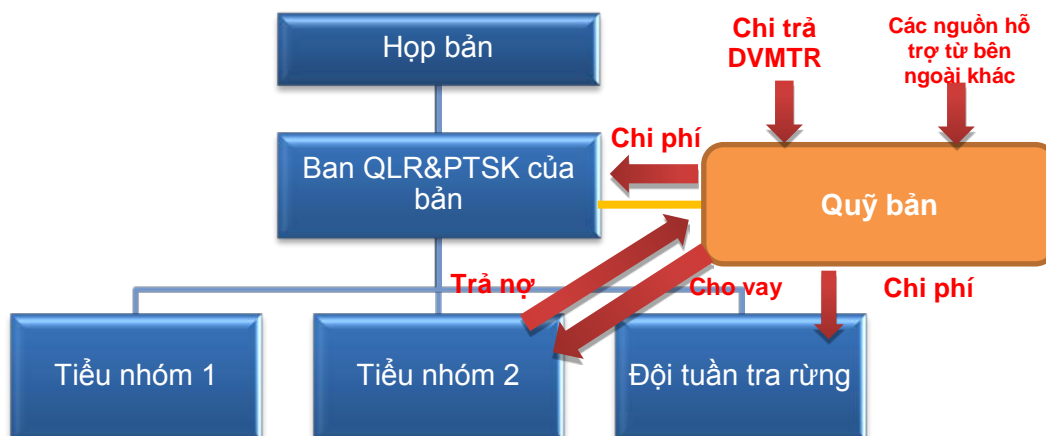 Họp bản
Chi trả
DVMTR
Các nguồn hỗ
trợ từ bên
ngoài khác
Chi phí
Ban QLR&PTSK của
bản
Quỹ bản
Trả nợ
Cho vay
Chi phí
Tiểu nhóm 1
Tiểu nhóm 2
Đội tuần tra rừng